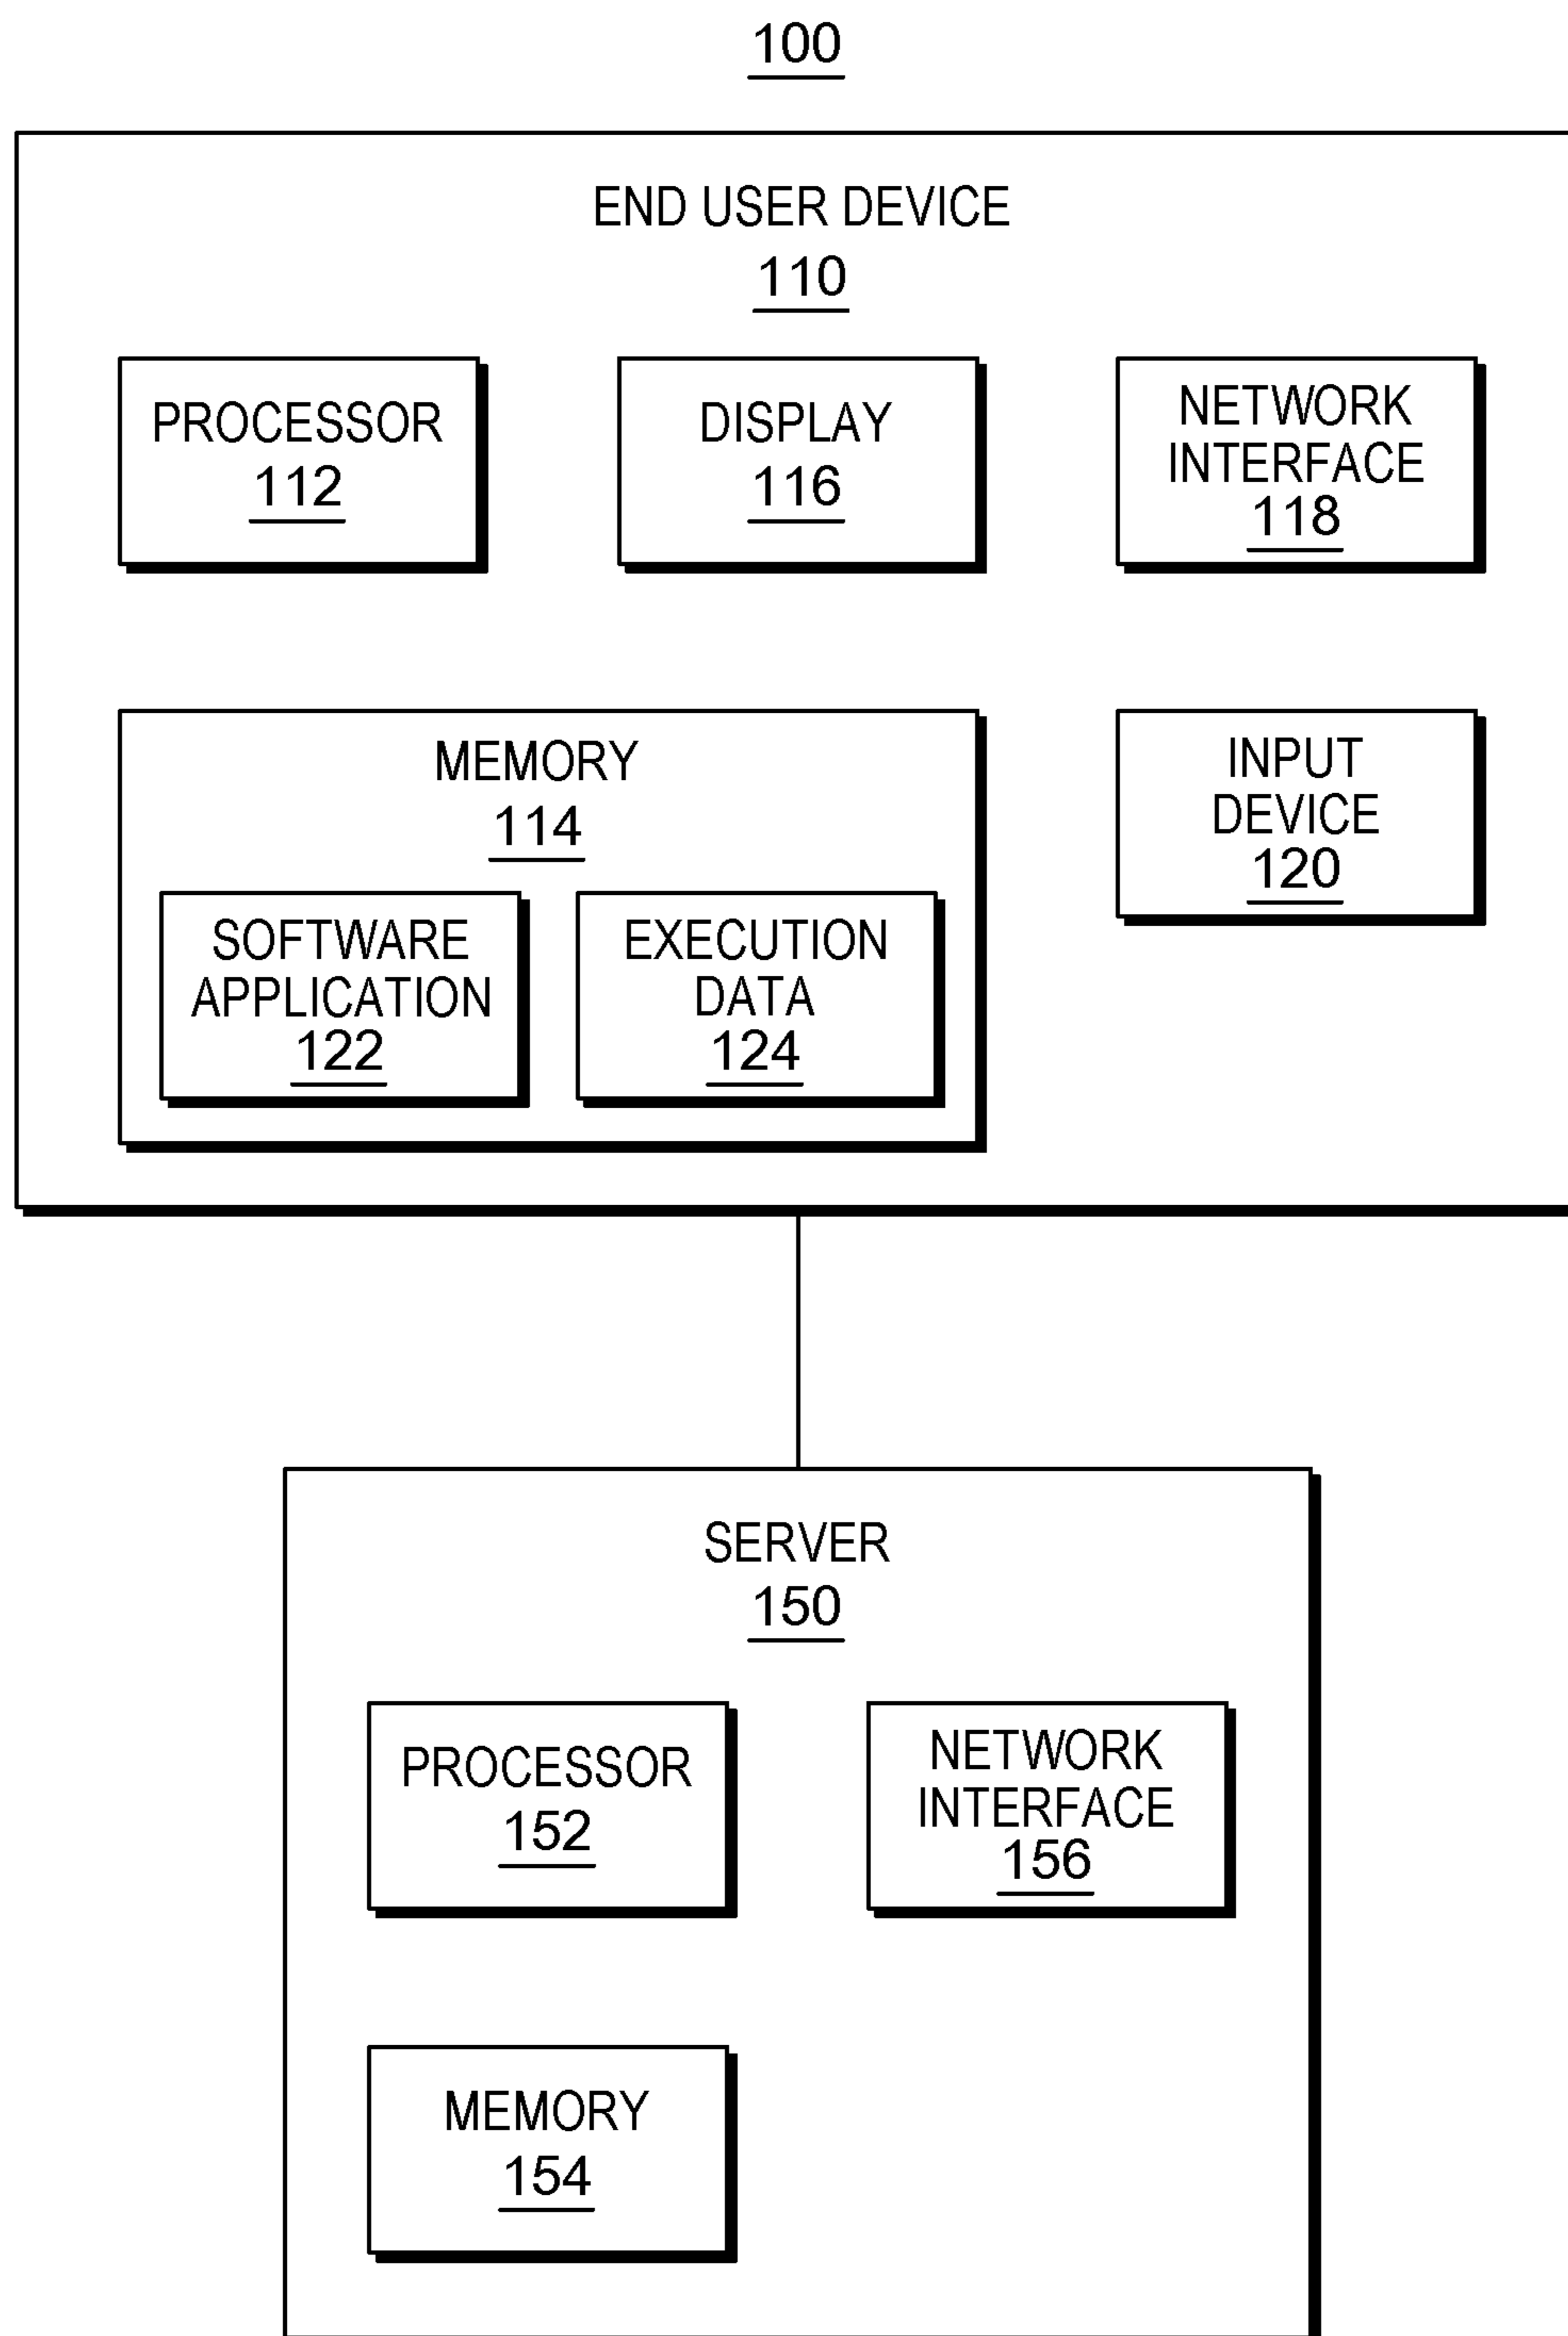 100
END USER DEVICE
110
PROCESSOR
112
DISPLAY
116
NETWORK
INTERFACE
118
MEMORY
114
INPUT
DEVICE
120
SOFTWARE
APPLICATION
122
EXECUTION
DATA
124
SERVER
150
PROCESSOR
152
NETWORK
INTERFACE
156
MEMORY
154